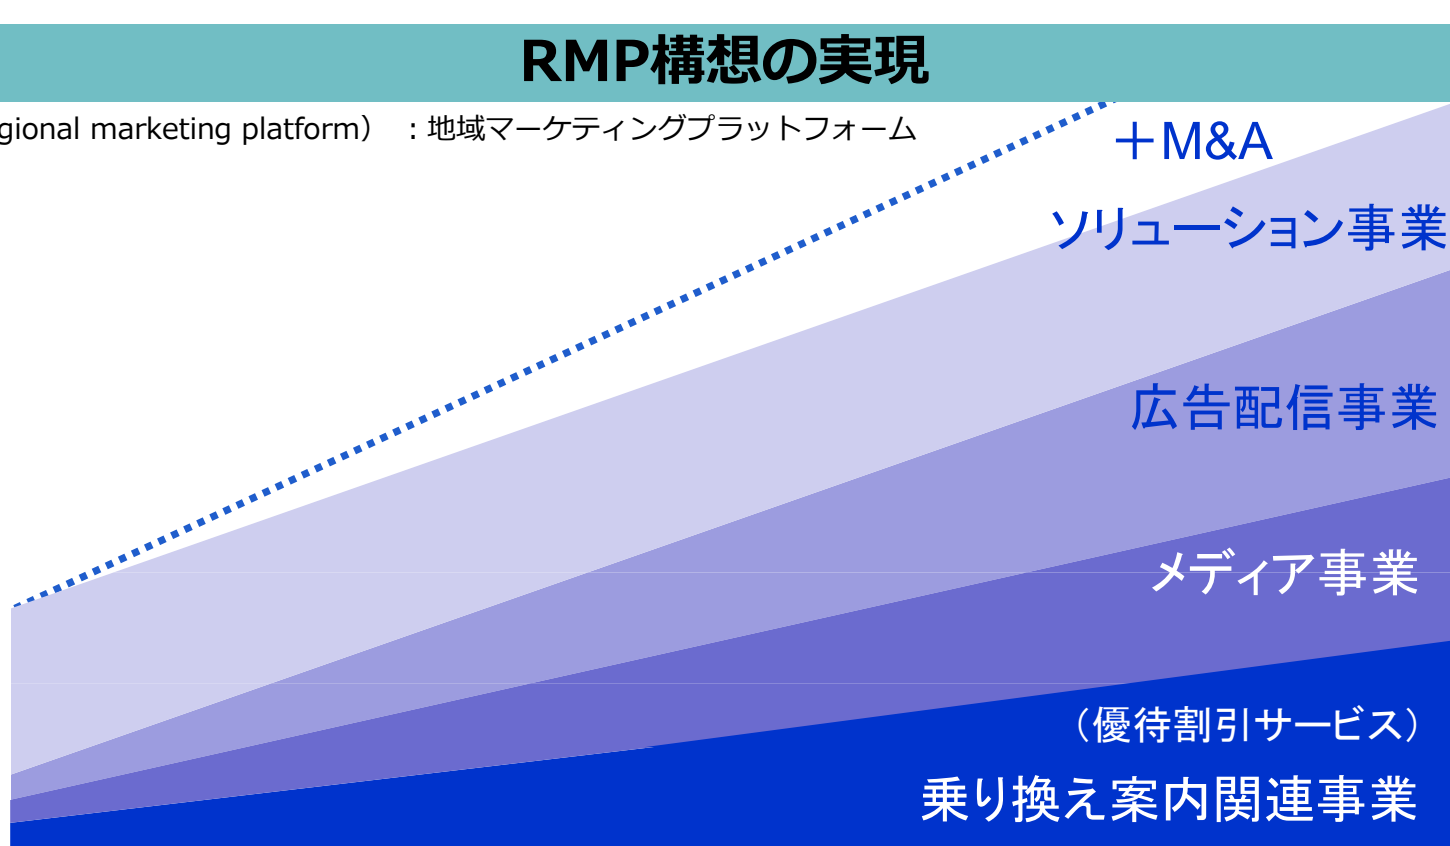 RMP構想の実現
gional marketing platform） ：地域マーケティングプラットフォーム
＋M&A
ソリューション事業
広告配信事業
メディア事業
（優待割引サービス）
乗り換え案内関連事業